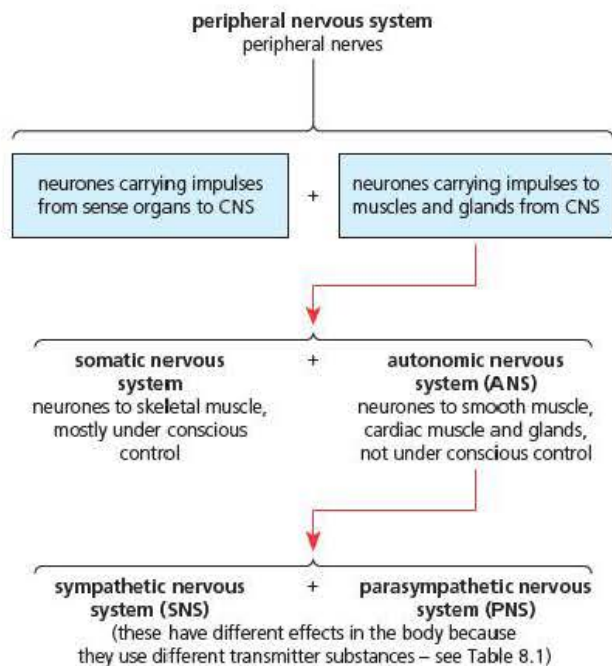 peripheral nervous system
peripheral nerves
neurones carrying impulses
from sense organs to CNS
+
neurones carrying impulses to
muscles and glands from CNS
somatic nervous
system
neurones to skeletal muscle,
mostly under conscious
control
+
autonomic nervous
system (ANS)
neurones to smooth muscle,
cardiac muscle and glands,
not under conscious control
sympathetic nervous
system (SNS)
+
parasympathetic nervous
system (PNS)
(these have different effects in the body because
they use different transmitter substances – see Table 8.1)